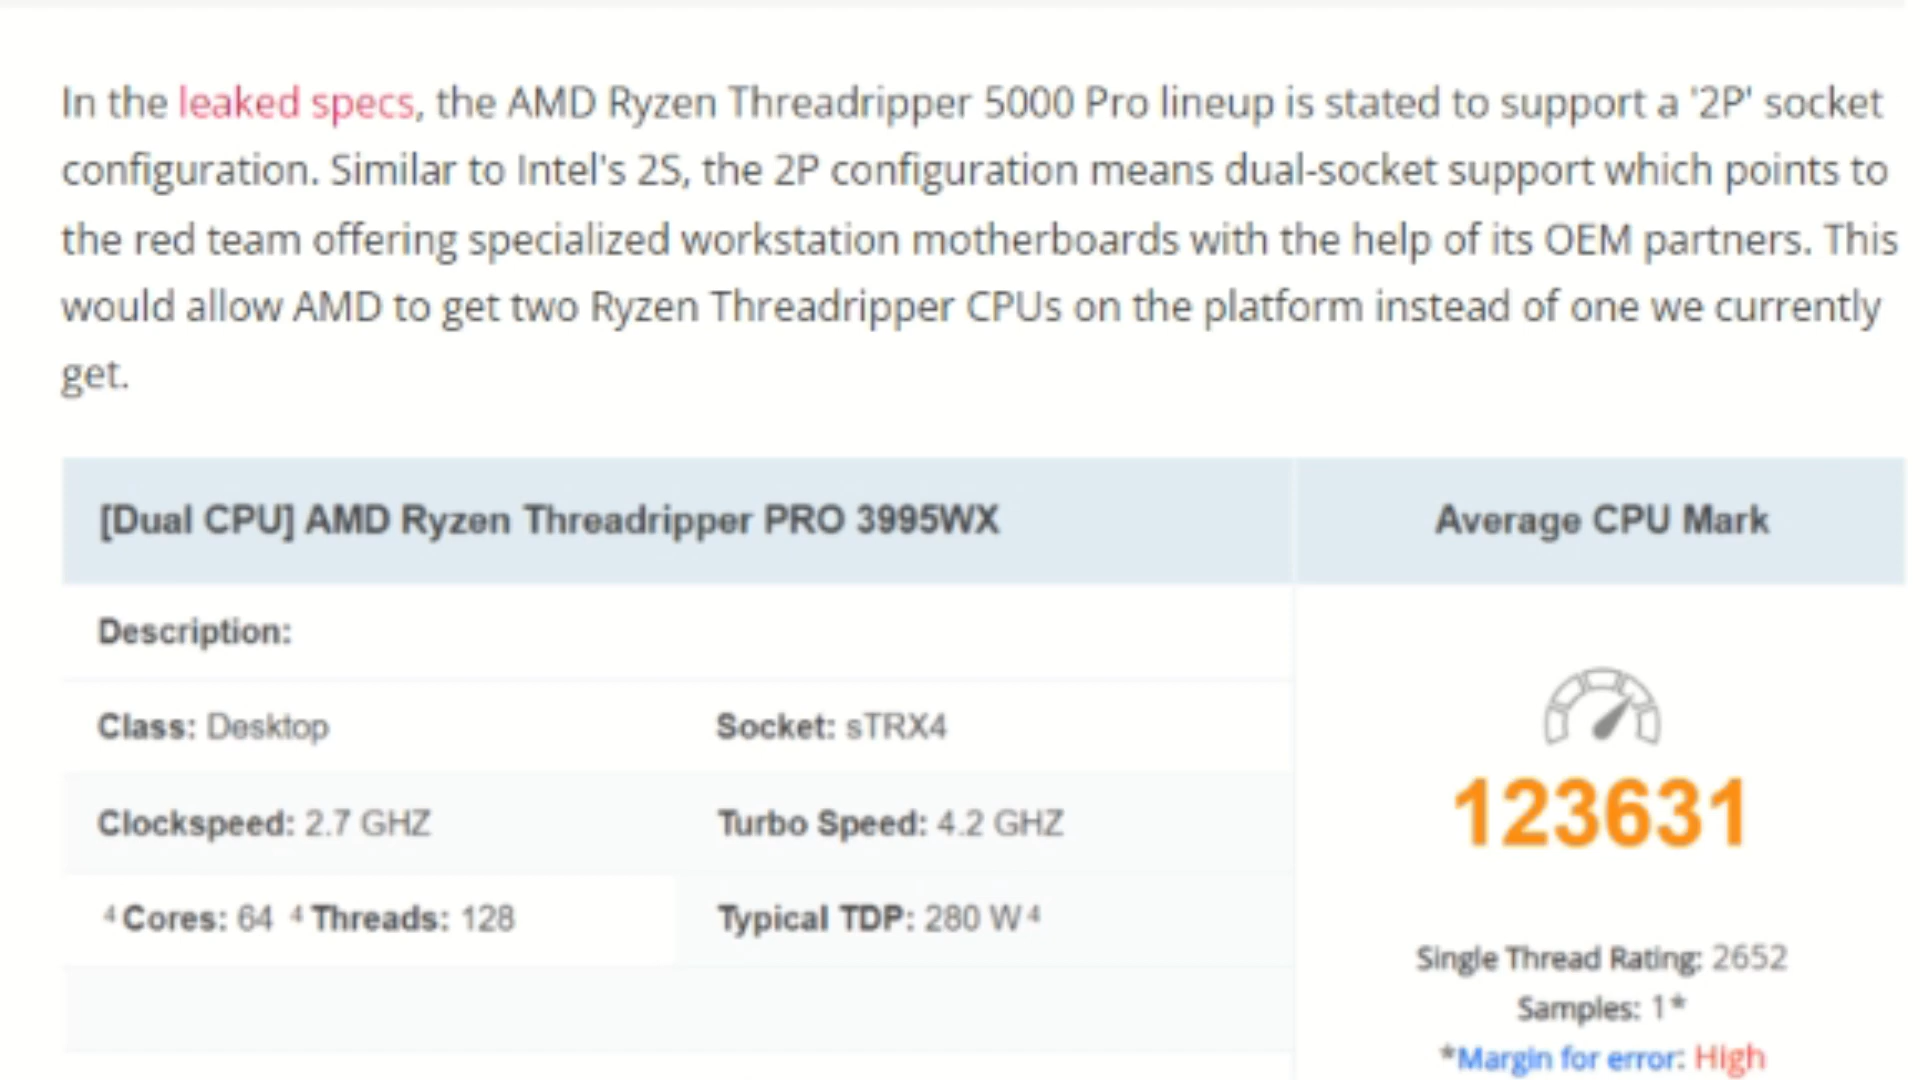 In the leaked specs, the AMD Ryzen Threadripper 5000 Pro lineup is stated to support a '2P' socket
configuration. Similar to Intel's 2S, the 2P configuration means dual-socket support which points to
the red team offering specialized workstation motherboards with the help of its OEM partners. This
would allow AMD to get two Ryzen Threadripper CPUs on the platform instead of one we currently
get.
[Dual CPU] AMD Ryzen Threadripper PRO 3995WX
Average CPU Mark
Description:
Class: Desktop
Socket: sTRX4
Clockspeed: 2.7 GHZ
Turbo Speed: 4.2 GHZ
4 Cores: 64 4 Threads: 128
Typical TDP: 280 W 4
123631
Single Thread Rating: 2652
Samples: 1*
*Margin for error: High